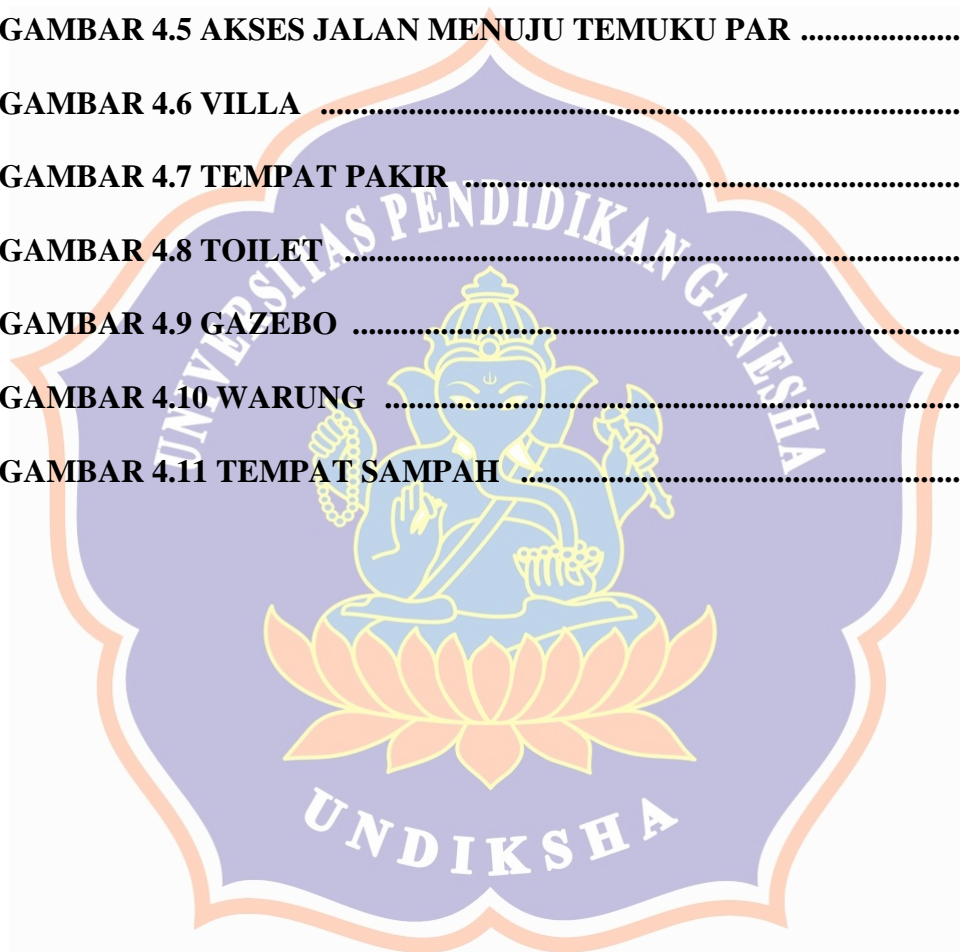 GAMBAR 4.5 AKSES JALAN MENUJU TEMUKU PAR ....................
GAMBAR 4.6 VILLA ................................................................................
GAMBAR 4.7 TEMPAT PAKIR ..............................................................
GAMBAR 4.8 TOILET .............................................................................
GAMBAR 4.9 GAZEBO ............................................................................
GAMBAR 4.10 WARUNG ........................................................................
GAMBAR 4.11 TEMPAT SAMPAH .......................................................
UNIVERSITAS PENDIDIKAN GANESHA
UNDIKSHA